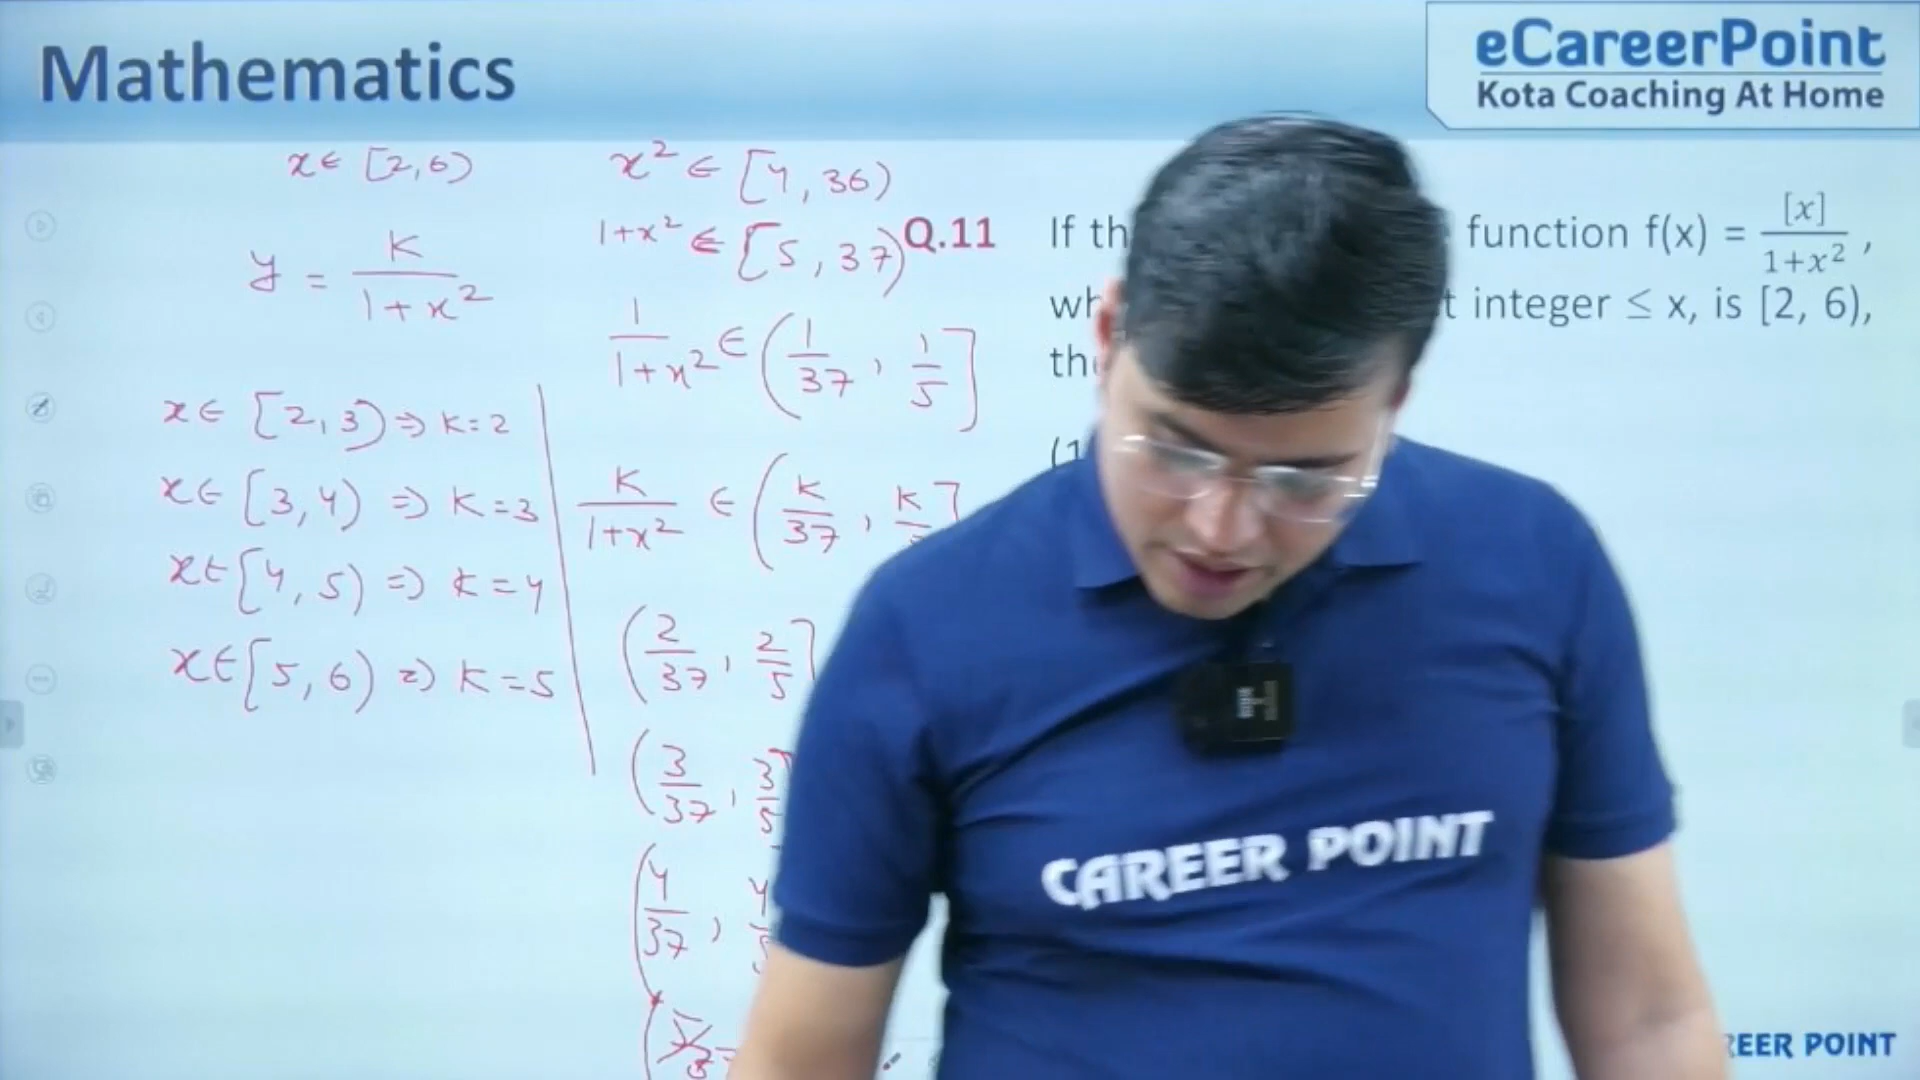 Mathematics
eCareerPoint
Kota Coaching At Home
x ∈ [2,6)
y = K/(1+x²)
x ∈ [2,3) ⇒ K=2
x ∈ [3,4) ⇒ K=3
x ∈ [4,5) ⇒ K=4
x ∈ [5,6) ⇒ K=5
x² ∈ [4,36)
1+x² ∈ [5,37)
1/(1+x²) ∈ (1/37, 1/5]
K/(1+x²) ∈ (K/37, K/
(2/37, 2/5]
(3/37, 3/5
(4/37, 4/
Q.11 If function f(x) = [x]/(1+x²),
integer ≤ x, is [2, 6),
(1
CAREER POINT
EER POINT